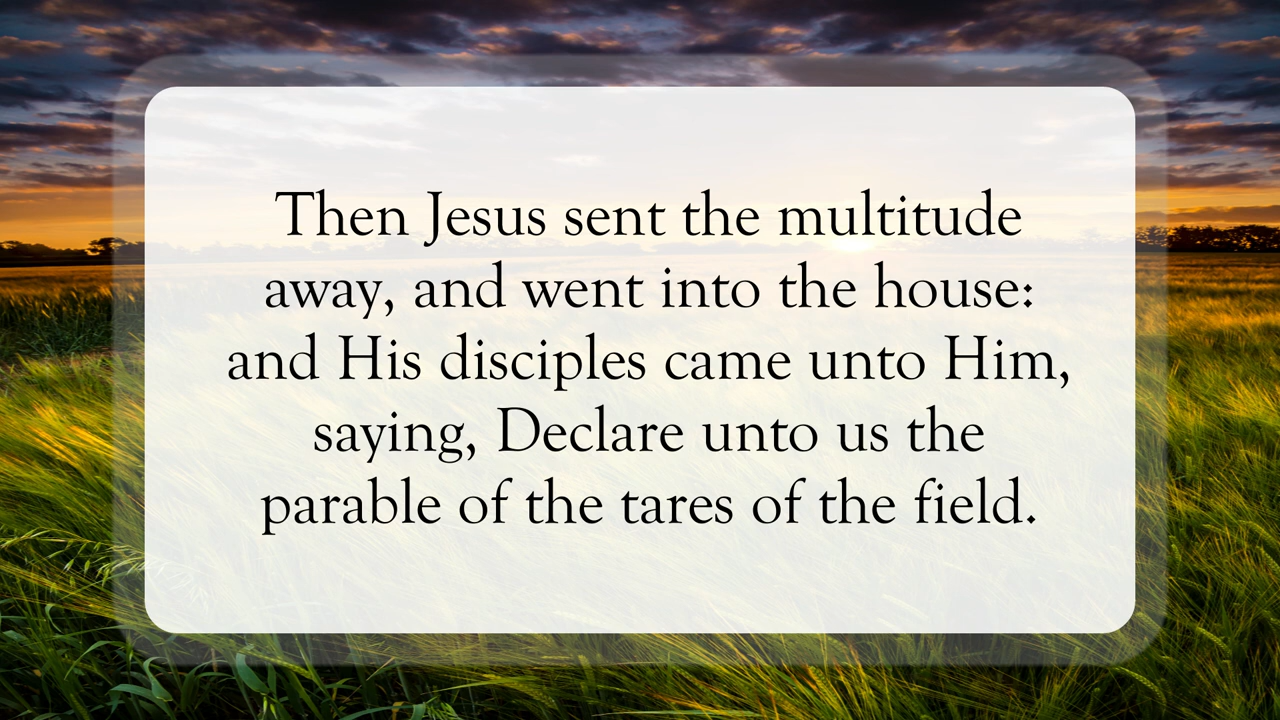 Then Jesus sent the multitude
away, and went into the house:
and His disciples came unto Him,
saying, Declare unto us the
parable of the tares of the field.